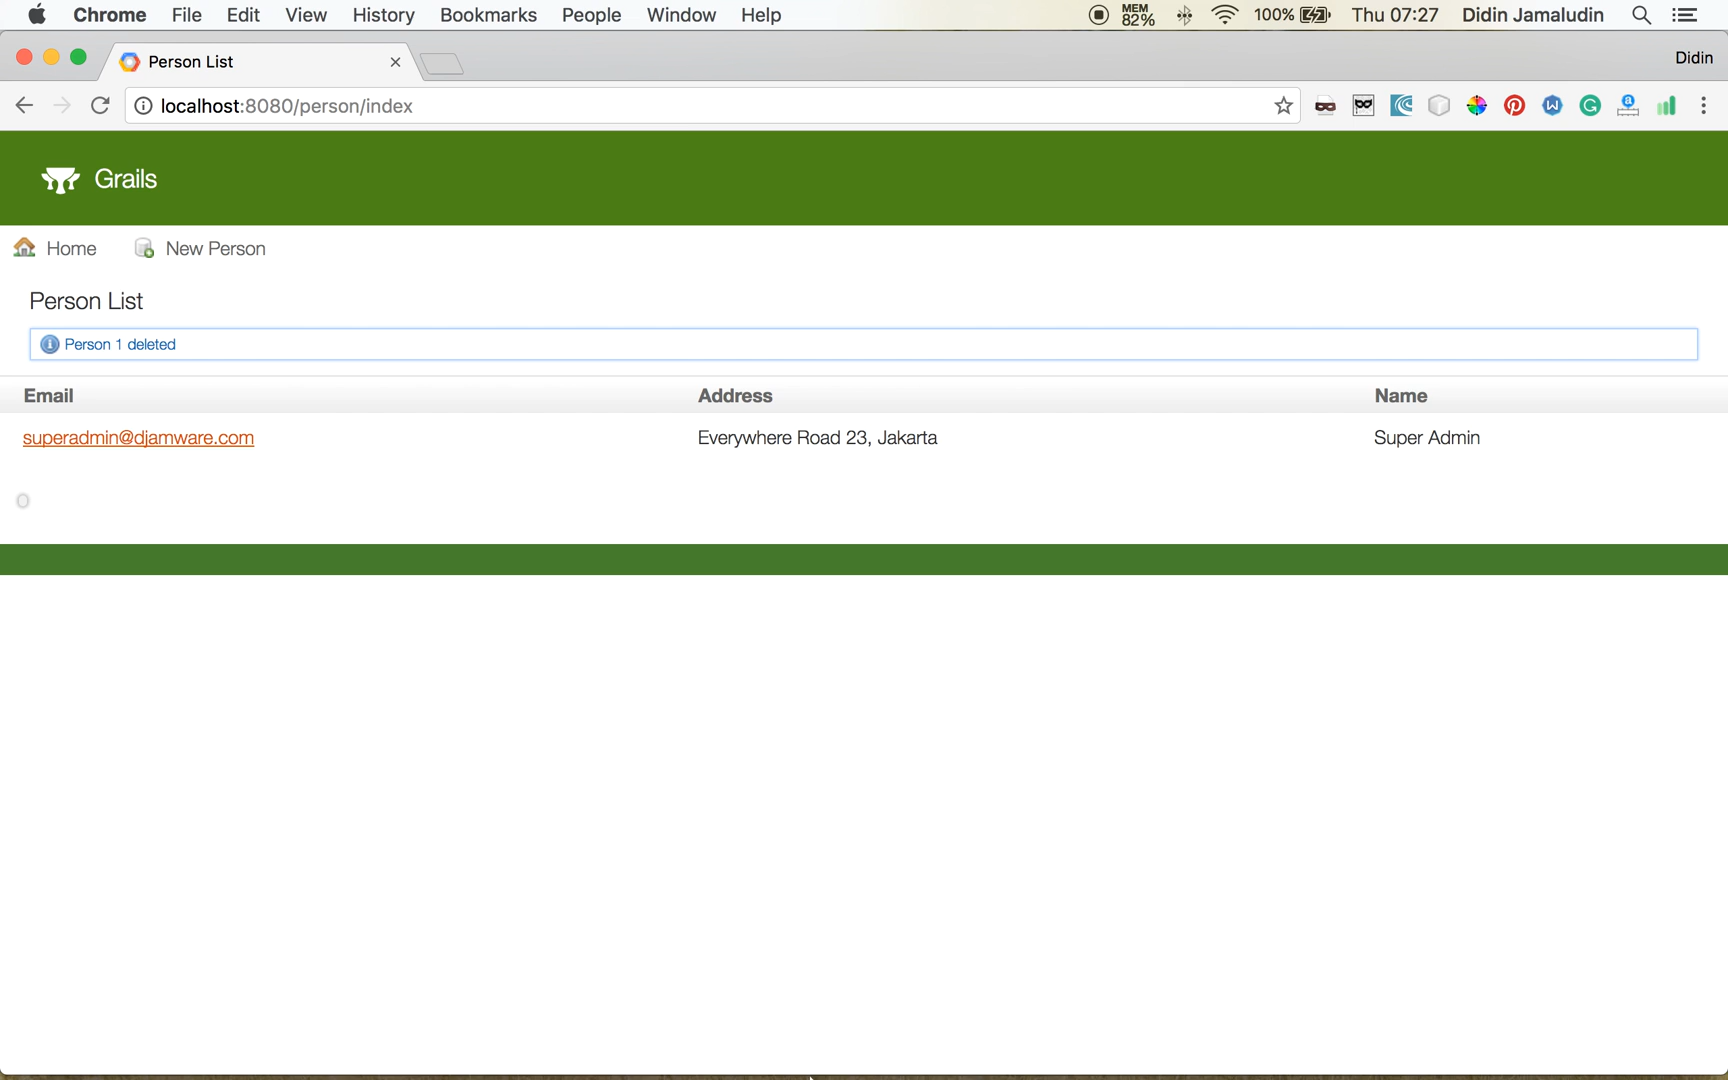 Chrome File Edit View History Bookmarks People Window Help MEM 82% 100% Thu 07:27 Didin Jamaludin
Person List Didin
localhost:8080/person/index
Grails
Home New Person
Person List
Person 1 deleted
Email Address Name
superadmin@djamware.com Everywhere Road 23, Jakarta Super Admin